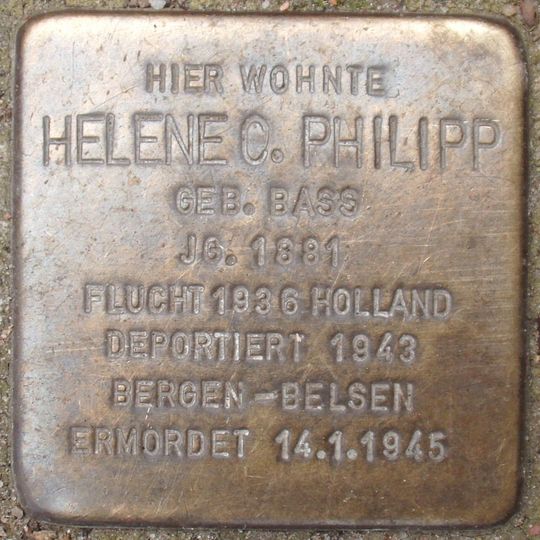 HIER WOHNTE
HELENE C. PHILIPP
GEB. BASS
JG. 1881
FLUCHT 1936 HOLLAND
DEPORTIERT 1943
BERGEN-BELSEN
ERMORDET 14.1.1945